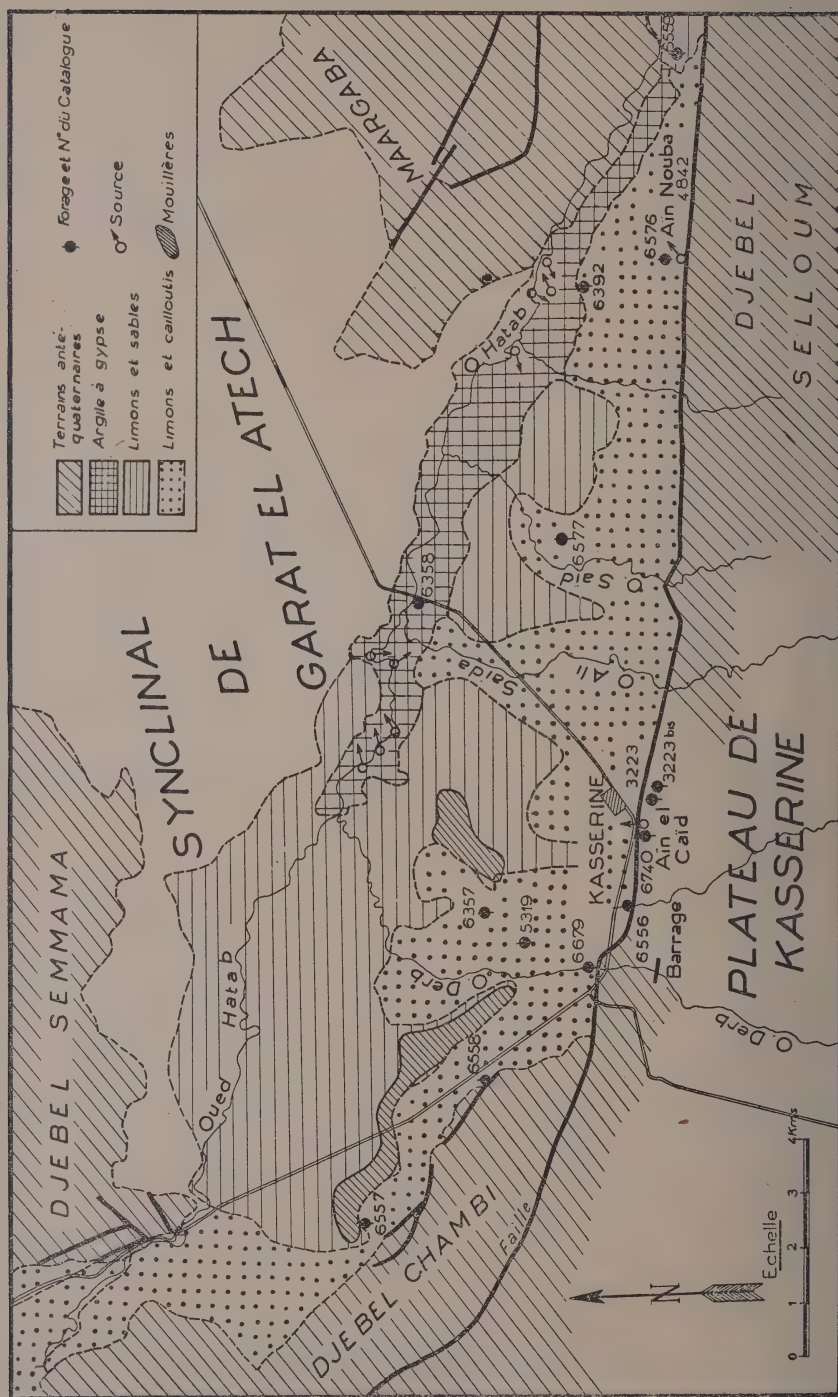 Terrains anté-
quaternaires
Argile à gypse
Limons et sables
Limons et cailloutis
Forage et N° du Catalogue
Source
Mouillères
DJEBEL SEMMAMA
SYNCLINAL
DE
GARAT EL ATECH
MAARGABA
Oued Hatab
O Hatab
6559
6576
Aïn Nouba
4842
6392
6577
6358
O Saïd
O Ali Saïda
DJEBEL
SELLOUM
KASSERINE
3223
3223 bis
Aïn el
Caïd
6740
6556
Barrage
6679
5319
6357
O Derb
6558
6557
DJEBEL CHAMBI
Faille
O Derb
PLATEAU DE
KASSERINE
N
Echelle
0 1 2 3 4 Kms